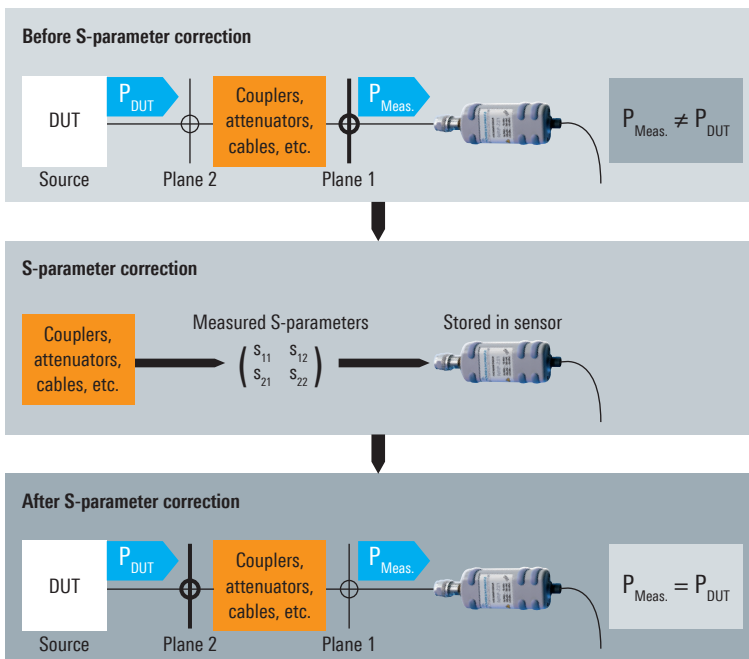 Before S-parameter correction
DUT
P DUT
Couplers,
attenuators,
cables, etc.
P Meas.
P Meas. ≠ P DUT
Source
Plane 2
Plane 1
S-parameter correction
Couplers,
attenuators,
cables, etc.
Measured S-parameters
s11 s12
s21 s22
Stored in sensor
After S-parameter correction
DUT
P DUT
Couplers,
attenuators,
cables, etc.
P Meas.
P Meas. = P DUT
Source
Plane 2
Plane 1